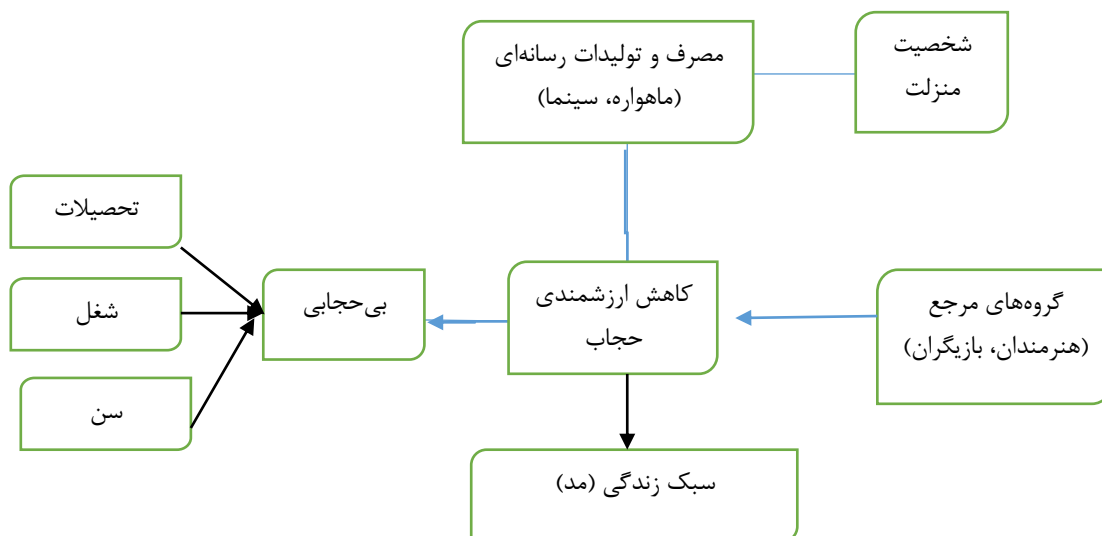 شخصیت
منزلت
مصرف و تولیدات رسانه‌ای
(ماهواره، سینما)
تحصیلات
شغل
سن
بی‌حجابی
کاهش ارزشمندی
حجاب
گروه‌های مرجع
(هنرمندان، بازیگران)
سبک زندگی (مد)